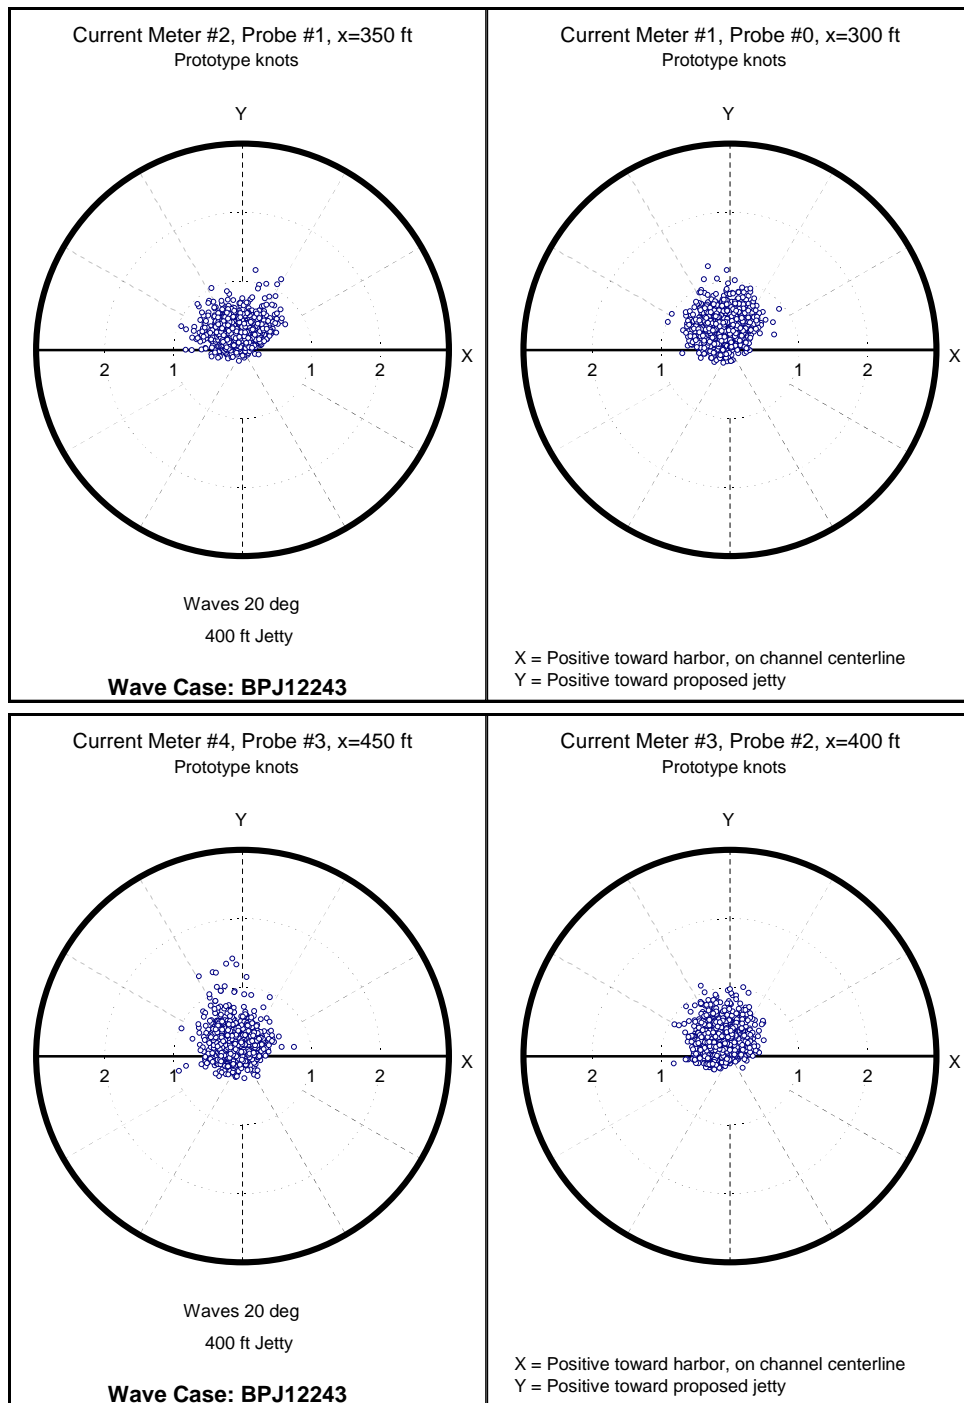 Current Meter #2, Probe #1, x=350 ft
Prototype knots
Y
X
2
1
1
2
Waves 20 deg
400 ft Jetty
Wave Case: BPJ12243
Current Meter #1, Probe #0, x=300 ft
Prototype knots
Y
X
2
1
1
2
X = Positive toward harbor, on channel centerline
Y = Positive toward proposed jetty
Current Meter #4, Probe #3, x=450 ft
Prototype knots
Y
X
2
1
1
2
Waves 20 deg
400 ft Jetty
Wave Case: BPJ12243
Current Meter #3, Probe #2, x=400 ft
Prototype knots
Y
X
2
1
1
2
X = Positive toward harbor, on channel centerline
Y = Positive toward proposed jetty